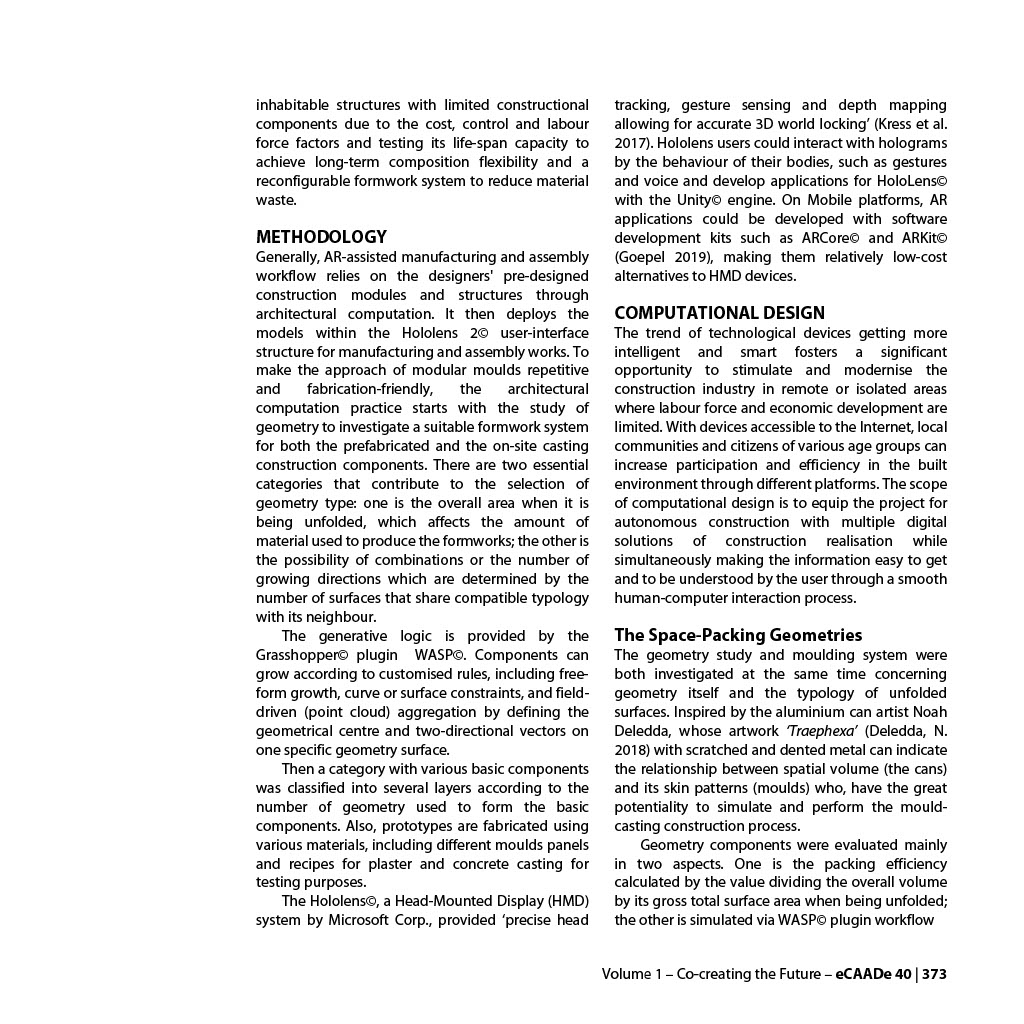 inhabitable structures with limited constructional
components due to the cost, control and labour
force factors and testing its life-span capacity to
achieve long-term composition flexibility and a
reconfigurable formwork system to reduce material
waste.
METHODOLOGY
Generally, AR-assisted manufacturing and assembly
workflow relies on the designers' pre-designed
construction modules and structures through
architectural computation. It then deploys the
models within the Hololens 2© user-interface
structure for manufacturing and assembly works. To
make the approach of modular moulds repetitive
and fabrication-friendly, the architectural
computation practice starts with the study of
geometry to investigate a suitable formwork system
for both the prefabricated and the on-site casting
construction components. There are two essential
categories that contribute to the selection of
geometry type: one is the overall area when it is
being unfolded, which affects the amount of
material used to produce the formworks; the other is
the possibility of combinations or the number of
growing directions which are determined by the
number of surfaces that share compatible typology
with its neighbour.
The generative logic is provided by the
Grasshopper© plugin WASP©. Components can
grow according to customised rules, including free-
form growth, curve or surface constraints, and field-
driven (point cloud) aggregation by defining the
geometrical centre and two-directional vectors on
one specific geometry surface.
Then a category with various basic components
was classified into several layers according to the
number of geometry used to form the basic
components. Also, prototypes are fabricated using
various materials, including different moulds panels
and recipes for plaster and concrete casting for
testing purposes.
The Hololens©, a Head-Mounted Display (HMD)
system by Microsoft Corp., provided ‘precise head
tracking, gesture sensing and depth mapping
allowing for accurate 3D world locking’ (Kress et al.
2017). Hololens users could interact with holograms
by the behaviour of their bodies, such as gestures
and voice and develop applications for HoloLens©
with the Unity© engine. On Mobile platforms, AR
applications could be developed with software
development kits such as ARCore© and ARKit©
(Goepel 2019), making them relatively low-cost
alternatives to HMD devices.
COMPUTATIONAL DESIGN
The trend of technological devices getting more
intelligent and smart fosters a significant
opportunity to stimulate and modernise the
construction industry in remote or isolated areas
where labour force and economic development are
limited. With devices accessible to the Internet, local
communities and citizens of various age groups can
increase participation and efficiency in the built
environment through different platforms. The scope
of computational design is to equip the project for
autonomous construction with multiple digital
solutions of construction realisation while
simultaneously making the information easy to get
and to be understood by the user through a smooth
human-computer interaction process.
The Space-Packing Geometries
The geometry study and moulding system were
both investigated at the same time concerning
geometry itself and the typology of unfolded
surfaces. Inspired by the aluminium can artist Noah
Deledda, whose artwork ‘Traephexa’ (Deledda, N.
2018) with scratched and dented metal can indicate
the relationship between spatial volume (the cans)
and its skin patterns (moulds) who, have the great
potentiality to simulate and perform the mould-
casting construction process.
Geometry components were evaluated mainly
in two aspects. One is the packing efficiency
calculated by the value dividing the overall volume
by its gross total surface area when being unfolded;
the other is simulated via WASP© plugin workflow
Volume 1 – Co-creating the Future – eCAADe 40 | 373